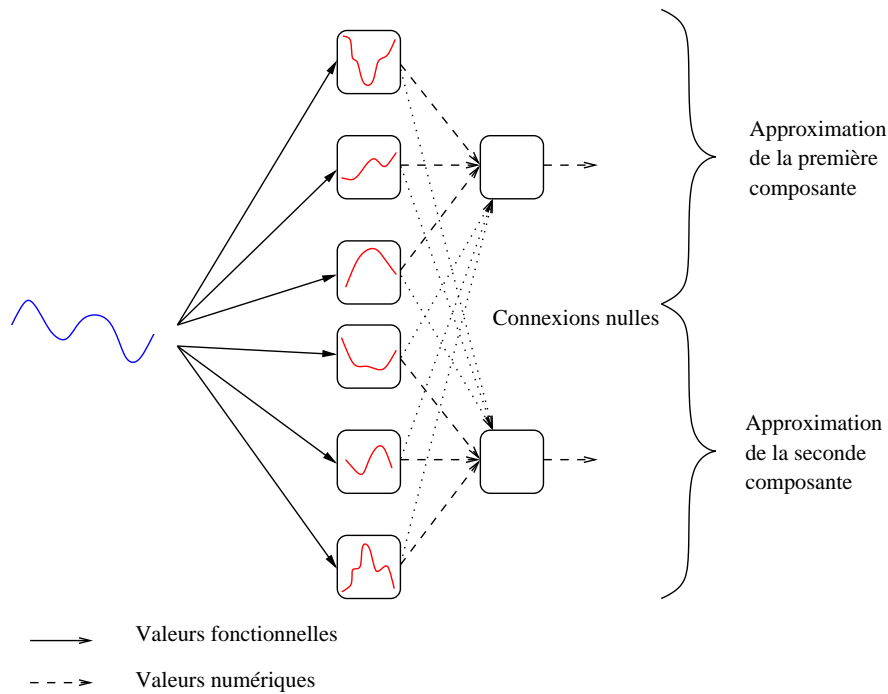 Approximation
de la première
composante
Connexions nulles
Approximation
de la seconde
composante
Valeurs fonctionnelles
Valeurs numériques